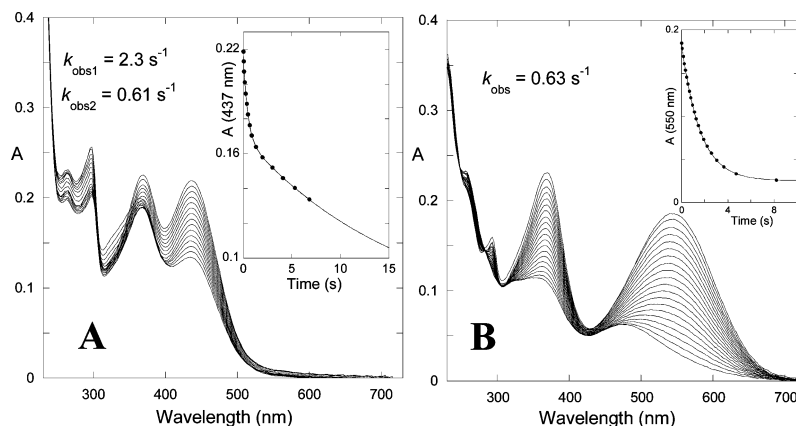 0.4
0.3
0.2
0.1
0
A
300
400
500
600
700
Wavelength (nm)
k_obs1 = 2.3 s⁻¹
k_obs2 = 0.61 s⁻¹
A
0.22
0.16
0.1
A (437 nm)
0
5
10
15
Time (s)
0.4
0.3
0.2
0.1
0
A
300
400
500
600
700
Wavelength (nm)
k_obs = 0.63 s⁻¹
B
0.2
0
A (550 nm)
0
2
4
6
8
Time (s)